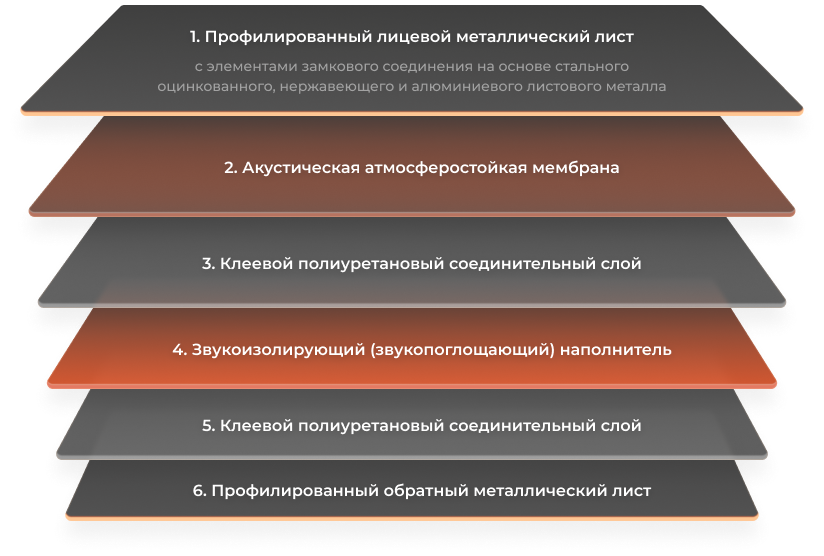 1. Профилированный лицевой металлический лист
с элементами замкового соединения на основе стального
оцинкованного, нержавеющего и алюминиевого листового металла
2. Акустическая атмосферостойкая мембрана
3. Клеевой полиуретановый соединительный слой
4. Звукоизолирующий (звукопоглощающий) наполнитель
5. Клеевой полиуретановый соединительный слой
6. Профилированный обратный металлический лист